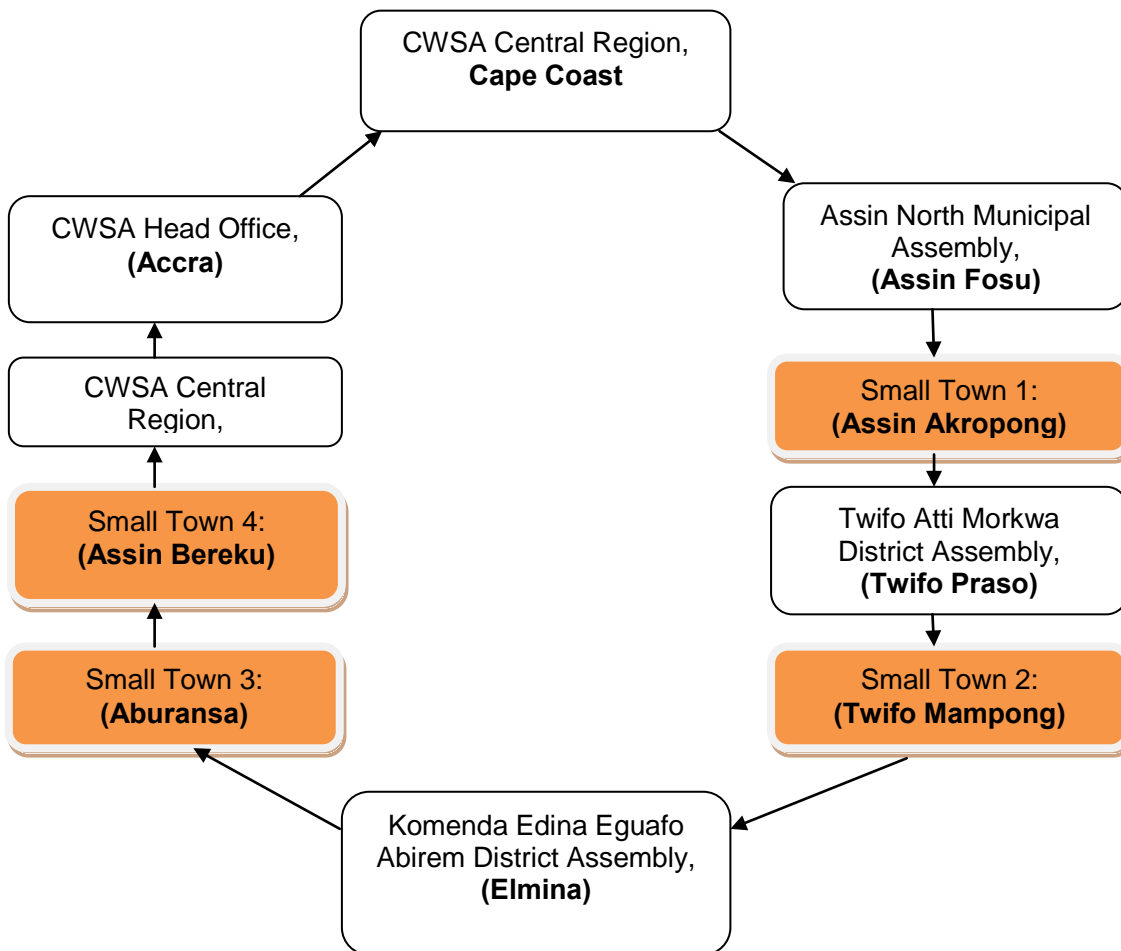 CWSA Central Region,
Cape Coast
Assin North Municipal
Assembly,
(Assin Fosu)
Small Town 1:
(Assin Akropong)
Twifo Atti Morkwa
District Assembly,
(Twifo Praso)
Small Town 2:
(Twifo Mampong)
Komenda Edina Eguafo
Abirem District Assembly,
(Elmina)
Small Town 3:
(Aburansa)
Small Town 4:
(Assin Bereku)
CWSA Central
Region,
CWSA Head Office,
(Accra)